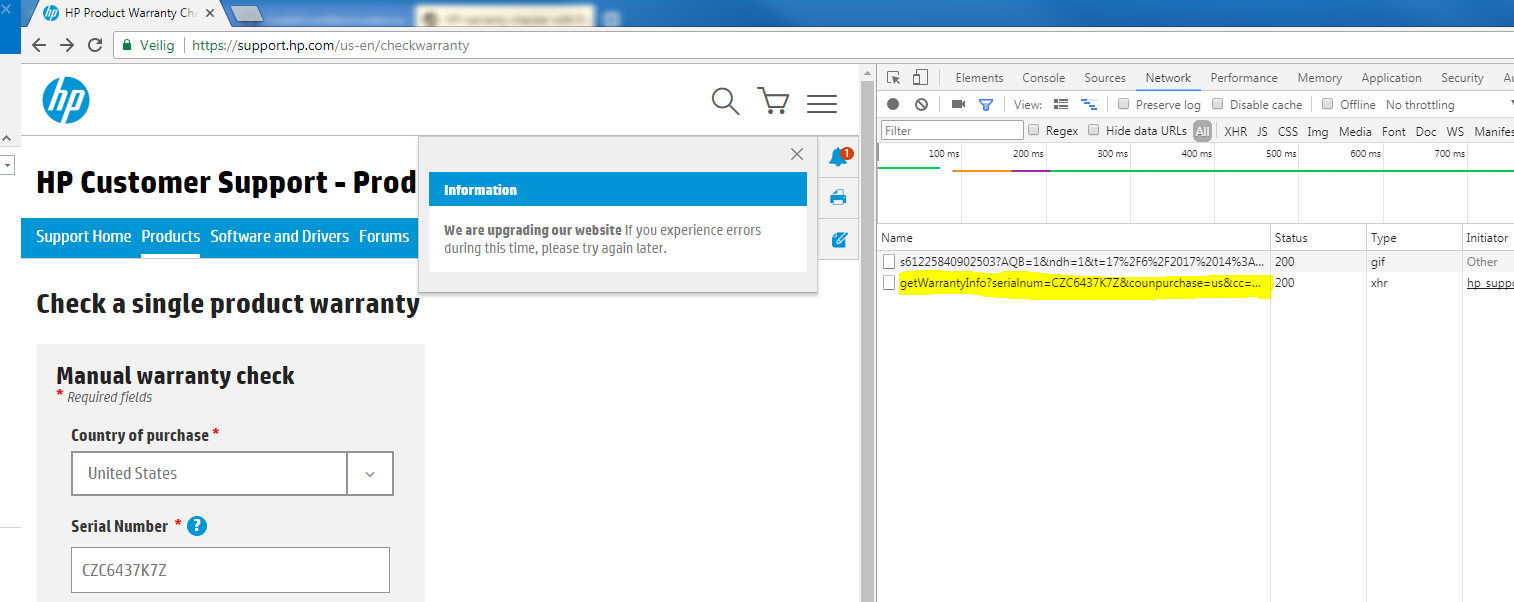 HP Product Warranty Ch
Veilig
https://support.hp.com/us-en/checkwarranty
hp
HP Customer Support - Prod
Support Home Products Software and Drivers Forums
Information
We are upgrading our website If you experience errors
during this time, please try again later.
1
Check a single product warranty
Manual warranty check
* Required fields
Country of purchase *
United States
Serial Number * ?
CZC6437K7Z
Elements Console Sources Network Performance Memory Application Security Au
View: Preserve log Disable cache Offline No throttling
Filter Regex Hide data URLs All XHR JS CSS Img Media Font Doc WS Manifes
100 ms 200 ms 300 ms 400 ms 500 ms 600 ms 700 ms
Name Status Type Initiator
s61225840902503?AQB=1&ndh=1&t=17%2F6%2F2017%2014%3A... 200 gif Other
getWarrantyInfo?serialnum=CZC6437K7Z&counpurchase=us&cc=... 200 xhr hp_suppo